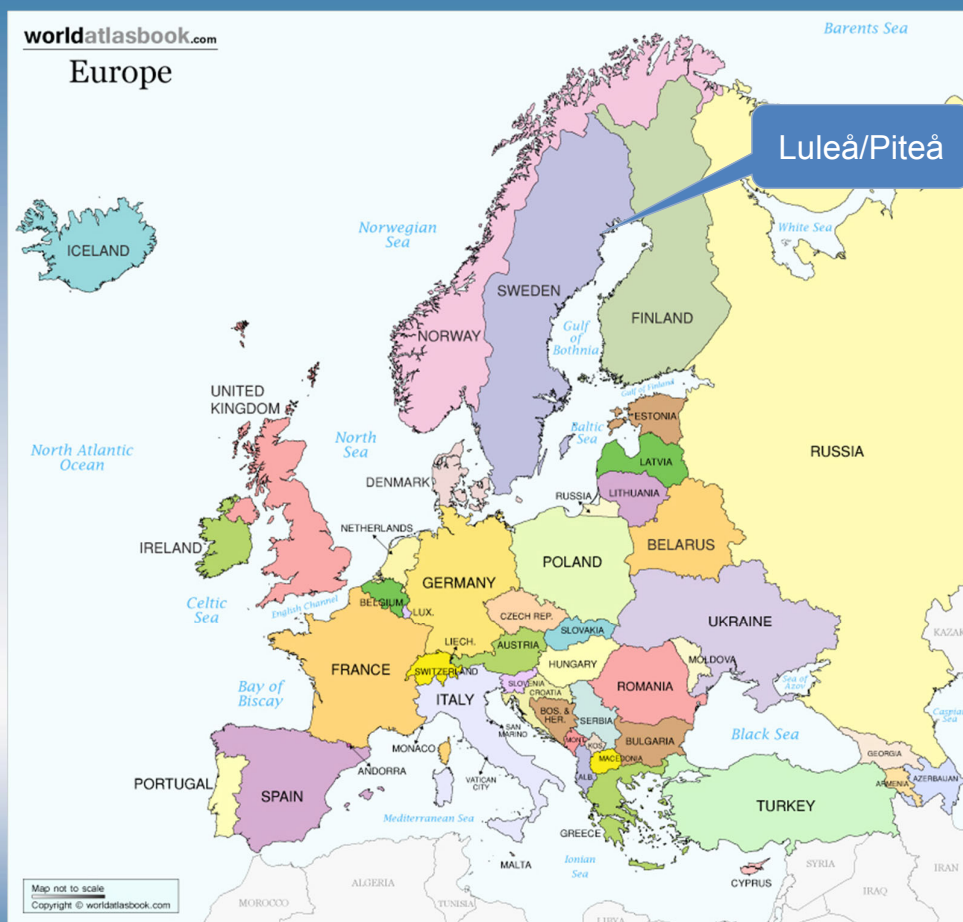 worldatlasbook.com
Europe
Barents Sea
Luleå/Piteå
White Sea
Norwegian
Sea
ICELAND
SWEDEN
FINLAND
NORWAY
Gulf
of
Bothnia
UNITED
KINGDOM
Gulf of Finland
ESTONIA
North Atlantic
Ocean
North
Sea
Baltic
Sea
RUSSIA
LATVIA
DENMARK
RUSSIA
LITHUANIA
NETHERLANDS
IRELAND
BELARUS
POLAND
GERMANY
Celtic
Sea
English Channel
BELGIUM
LUX.
CZECH REP.
UKRAINE
SLOVAKIA
KAZAK
LIECH.
AUSTRIA
FRANCE
SWITZERLAND
HUNGARY
MOLDOVA
Bay of
Biscay
ITALY
SLOVENIA
CROATIA
ROMANIA
Sea of
Azov
BOS. &
HER.
SERBIA
SAN
MARINO
Caspian
Sea
Black Sea
MONACO
MONT.
KOS.
BULGARIA
MACEDONIA
GEORGIA
ANDORRA
VATICAN
CITY
ALB.
ARMENIA
AZERBAIJAN
PORTUGAL
SPAIN
TURKEY
Mediterranean Sea
GREECE
MALTA
Ionian
Sea
SYRIA
IRAN
CYPRUS
IRAQ
ALGERIA
MOROCCO
TUNISIA
LIBYA
Map not to scale
Copyright © worldatlasbook.com